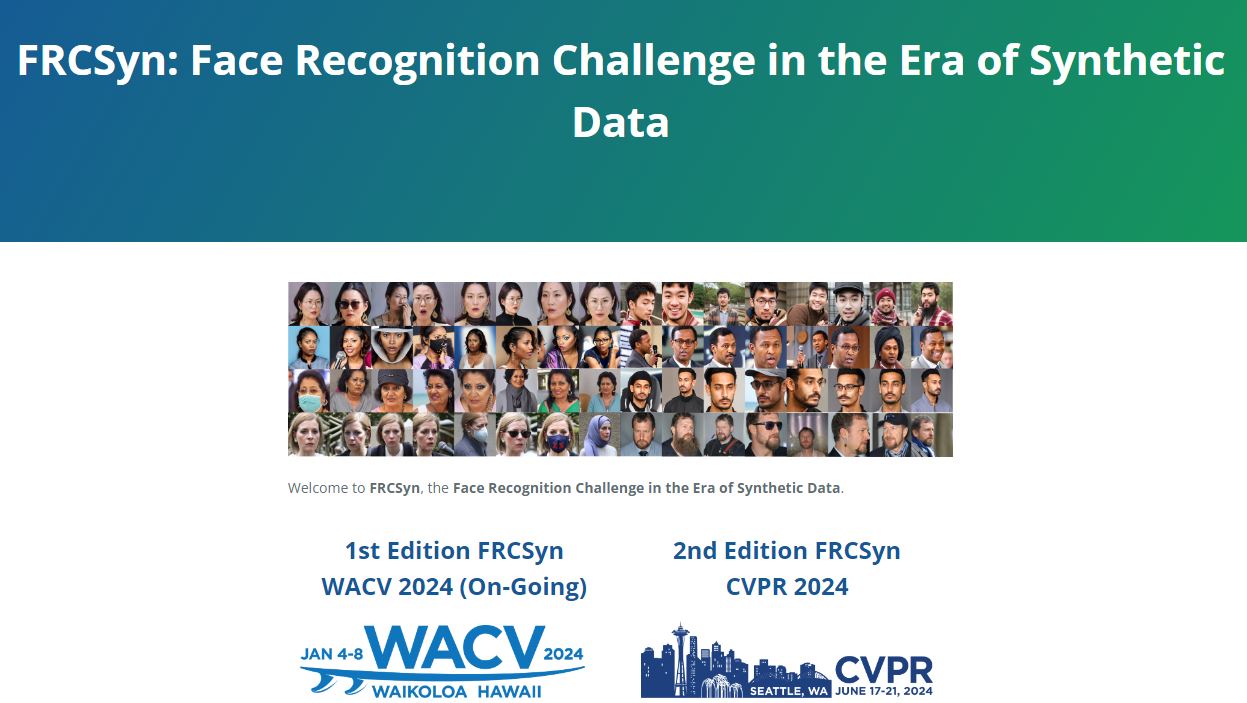 FRCSyn: Face Recognition Challenge in the Era of Synthetic
Data
Welcome to FRCSyn, the Face Recognition Challenge in the Era of Synthetic Data.
1st Edition FRCSyn
WACV 2024 (On-Going)
JAN 4-8 WACV 2024
WAIKOLOA HAWAII
2nd Edition FRCSyn
CVPR 2024
CVPR
SEATTLE, WA JUNE 17-21, 2024